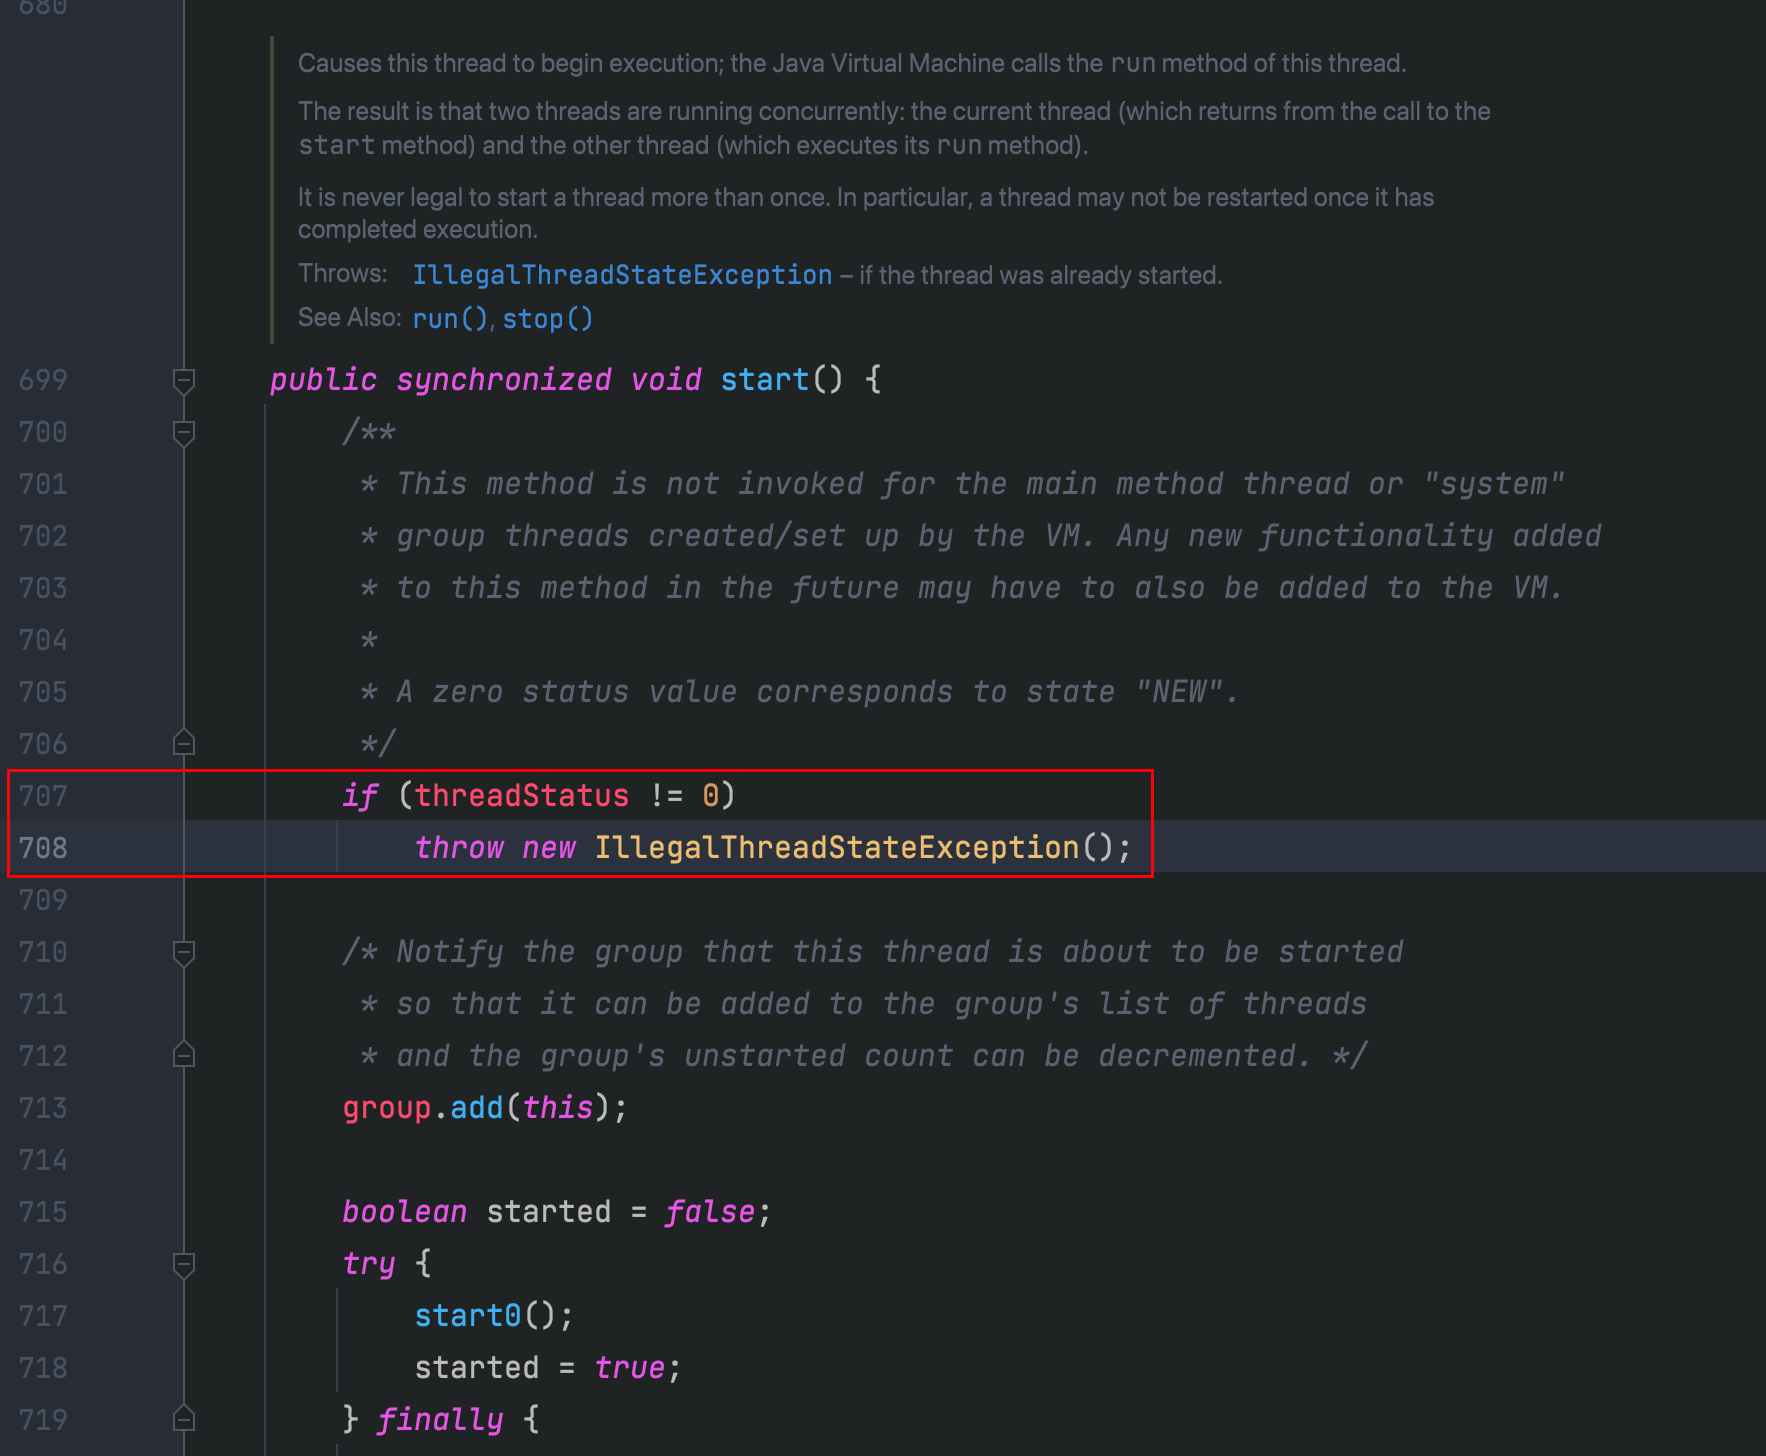 680
Causes this thread to begin execution; the Java Virtual Machine calls the run method of this thread.
The result is that two threads are running concurrently: the current thread (which returns from the call to the
start method) and the other thread (which executes its run method).
It is never legal to start a thread more than once. In particular, a thread may not be restarted once it has
completed execution.
Throws: IllegalThreadStateException – if the thread was already started.
See Also: run(), stop()
699 public synchronized void start() {
700 /**
701 * This method is not invoked for the main method thread or "system"
702 * group threads created/set up by the VM. Any new functionality added
703 * to this method in the future may have to also be added to the VM.
704 *
705 * A zero status value corresponds to state "NEW".
706 */
707 if (threadStatus != 0)
708 throw new IllegalThreadStateException();
709
710 /* Notify the group that this thread is about to be started
711 * so that it can be added to the group's list of threads
712 * and the group's unstarted count can be decremented. */
713 group.add(this);
714
715 boolean started = false;
716 try {
717 start0();
718 started = true;
719 } finally {